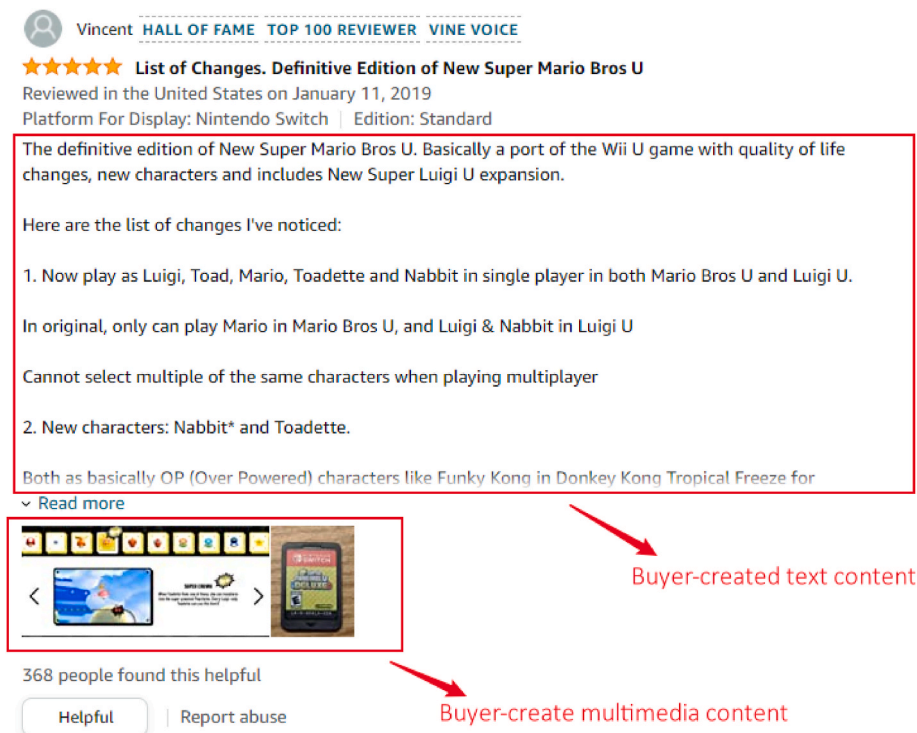 Vincent HALL OF FAME TOP 100 REVIEWER VINE VOICE
List of Changes. Definitive Edition of New Super Mario Bros U
Reviewed in the United States on January 11, 2019
Platform For Display: Nintendo Switch | Edition: Standard
The definitive edition of New Super Mario Bros U. Basically a port of the Wii U game with quality of life
changes, new characters and includes New Super Luigi U expansion.
Here are the list of changes I've noticed:
1. Now play as Luigi, Toad, Mario, Toadette and Nabbit in single player in both Mario Bros U and Luigi U.
In original, only can play Mario in Mario Bros U, and Luigi & Nabbit in Luigi U
Cannot select multiple of the same characters when playing multiplayer
2. New characters: Nabbit* and Toadette.
Both as basically OP (Over Powered) characters like Funky Kong in Donkey Kong Tropical Freeze for
Read more
Buyer-created text content
SUPER CROWN
SWITCH
DELUXE
368 people found this helpful
Helpful | Report abuse
Buyer-create multimedia content